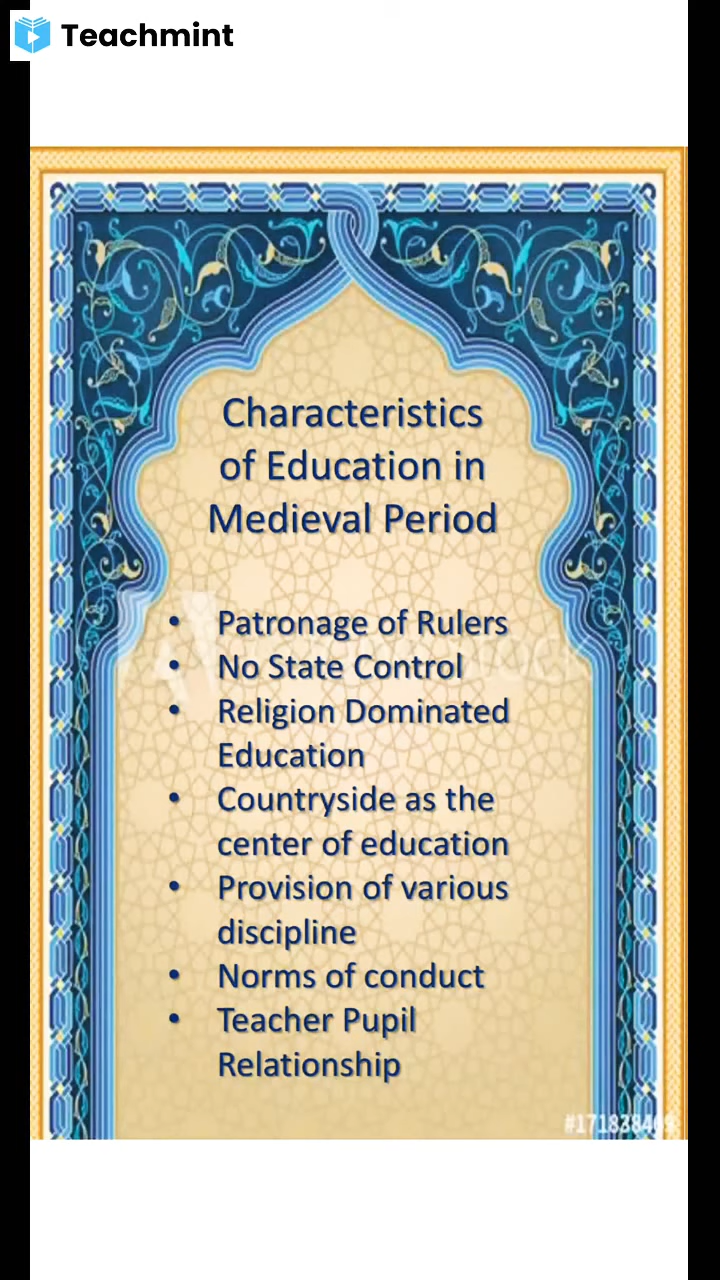 Teachmint
Characteristics
of Education in
Medieval Period
• Patronage of Rulers
• No State Control
• Religion Dominated
Education
• Countryside as the
center of education
• Provision of various
discipline
• Norms of conduct
• Teacher Pupil
Relationship